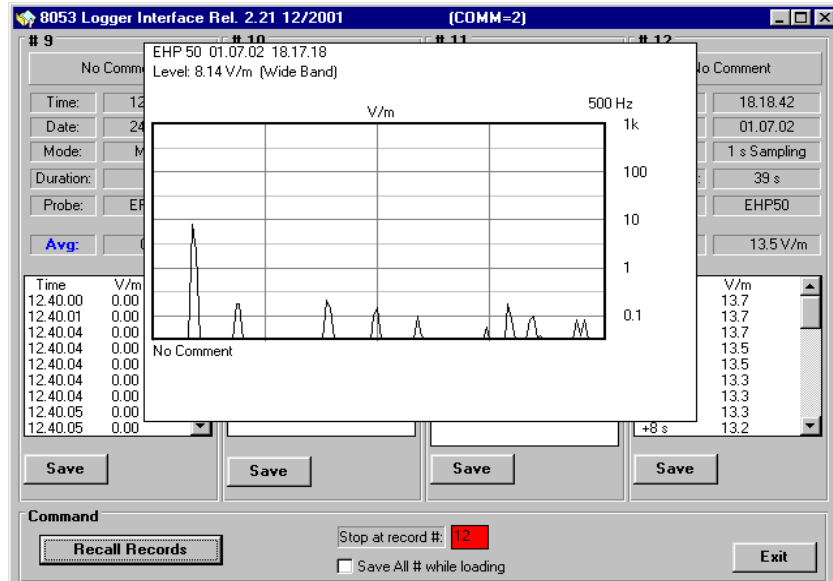 8053 Logger Interface Rel. 2.21 12/2001 (COMM=2)
# 9
No Comm
Time: 12
Date: 24
Mode: M
Duration:
Probe:
Avg:
Time V/m
12.40.00 0.00
12.40.01 0.00
12.40.04 0.00
12.40.04 0.00
12.40.04 0.00
12.40.04 0.00
12.40.04 0.00
12.40.05 0.00
12.40.05 0.00
Save
# 10
Save
# 11
Save
# 12
No Comment
18.18.42
01.07.02
1 s Sampling
39 s
EHP50
13.5 V/m
V/m
13.7
13.7
13.7
13.5
13.5
13.3
13.3
13.3
+8 s 13.2
Save
EHP 50 01.07.02 18.17.18
Level: 8.14 V/m (Wide Band)
V/m
500 Hz
1k
100
10
1
0.1
No Comment
Command
Recall Records
Stop at record #: 12
Save All # while loading
Exit